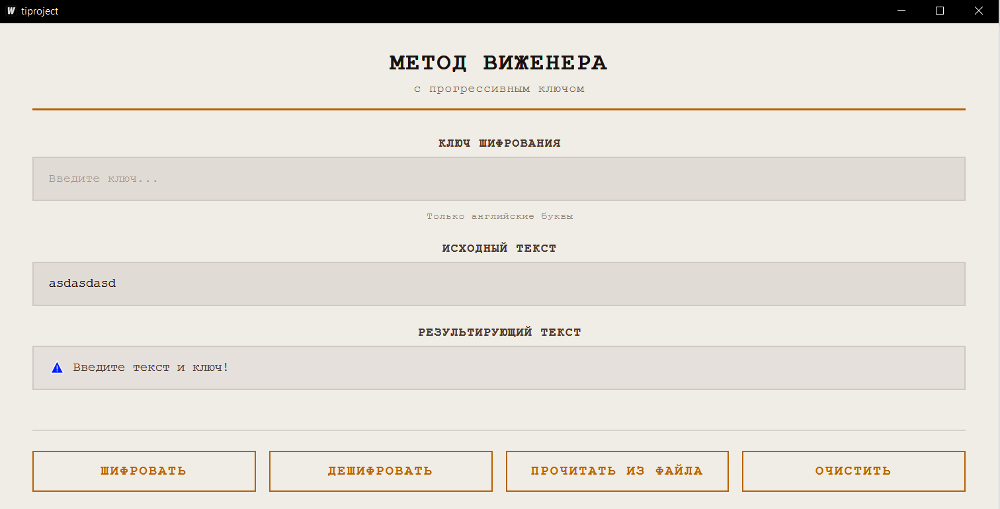 W tiproject
МЕТОД ВИЖЕНЕРА
с прогрессивным ключом
КЛЮЧ ШИФРОВАНИЯ
Введите ключ...
Только английские буквы
ИСХОДНЫЙ ТЕКСТ
asdasdasd
РЕЗУЛЬТИРУЮЩИЙ ТЕКСТ
Введите текст и ключ!
ШИФРОВАТЬ
ДЕШИФРОВАТЬ
ПРОЧИТАТЬ ИЗ ФАЙЛА
ОЧИСТИТЬ